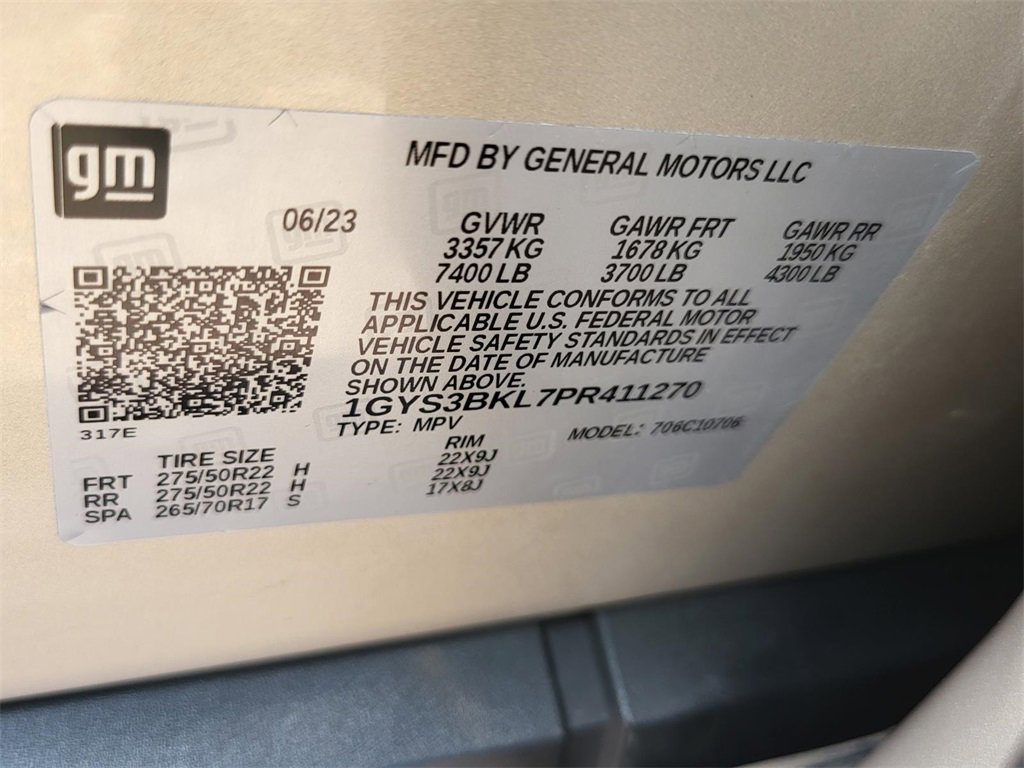 gm
MFD BY GENERAL MOTORS LLC
06/23 GVWR GAWR FRT GAWR RR
3357 KG 1678 KG 1950 KG
7400 LB 3700 LB 4300 LB
THIS VEHICLE CONFORMS TO ALL
APPLICABLE U.S. FEDERAL MOTOR
VEHICLE SAFETY STANDARDS IN EFFECT
ON THE DATE OF MANUFACTURE
SHOWN ABOVE.
1GYS3BKL7PR411270
TYPE: MPV MODEL: 706C10706
317E
TIRE SIZE RIM
FRT 275/50R22 H 22X9J
RR 275/50R22 H 22X9J
SPA 265/70R17 S 17X8J